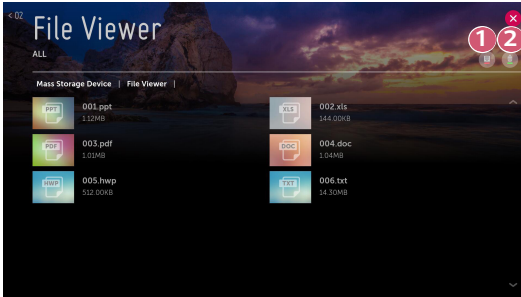 < 02
File Viewer
ALL
1 2
Mass Storage Device | File Viewer |
PPT 001.ppt
1.12MB
XLS 002.xls
144.00KB
PDF 003.pdf
1.01MB
DOC 004.doc
1.04MB
HWP 005.hwp
512.00KB
TXT 006.txt
14.30MB